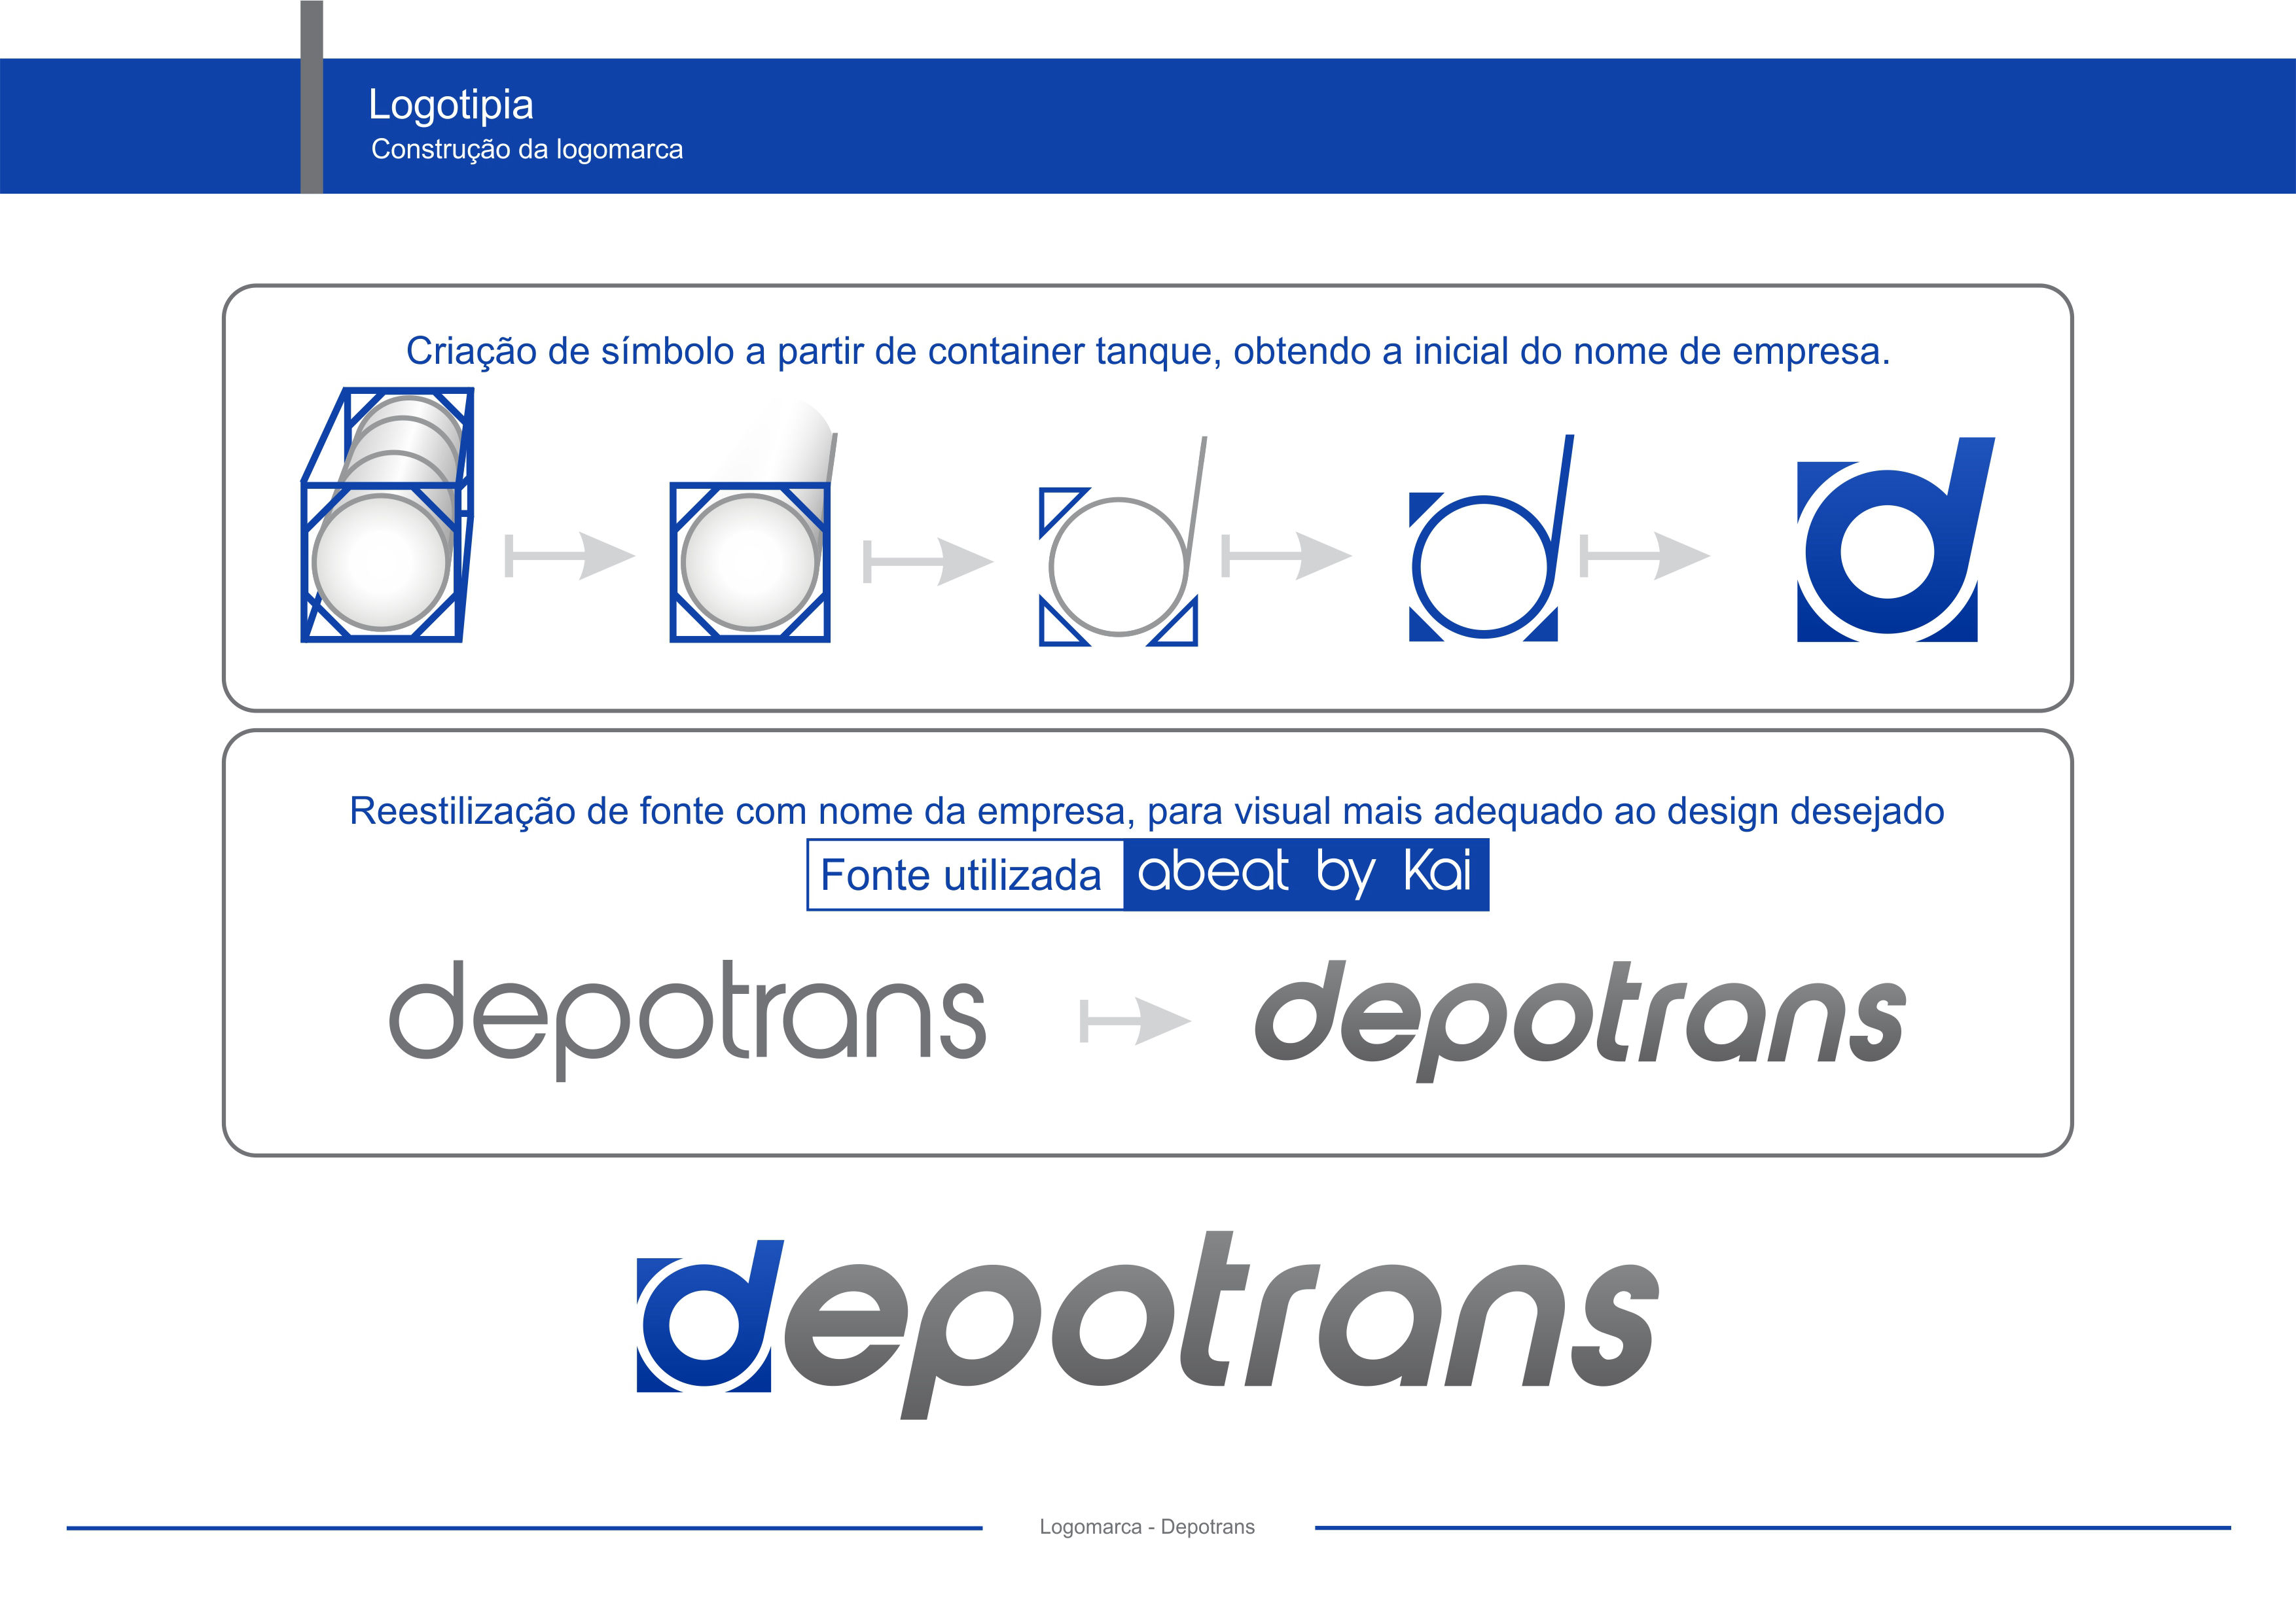 Logotipia
Construção da logomarca
Criação de símbolo a partir de container tanque, obtendo a inicial do nome de empresa.
d
Reestilização de fonte com nome da empresa, para visual mais adequado ao design desejado
Fonte utilizada abeat by Kai
depotrans depotrans
depotrans
Logomarca - Depotrans